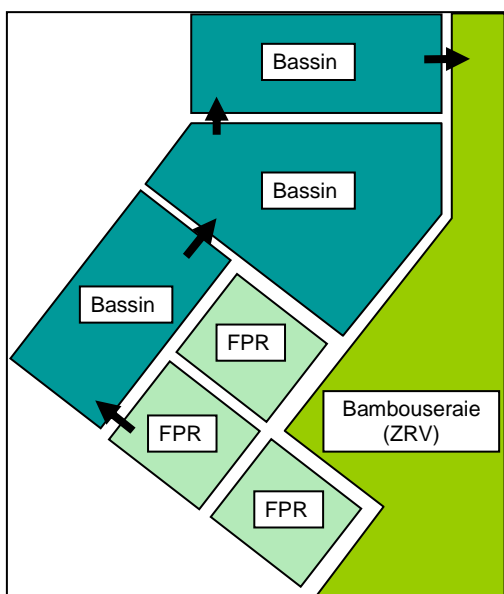 Bassin
Bassin
Bassin
FPR
FPR
FPR
Bambouseraie
(ZRV)